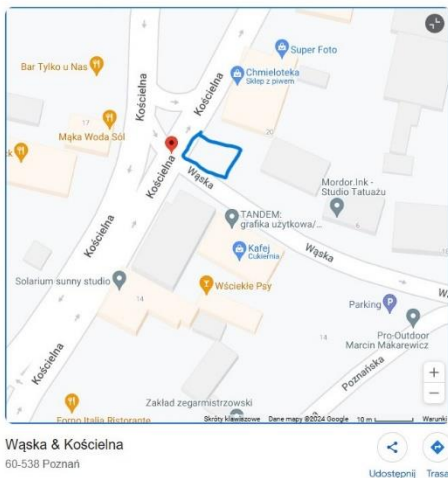 Super Foto
Bar Tylko u Nas
Chmieloteka
Sklep z piwem
Kościelna
Kościelna
17
Mąka Woda Sól
20
Kościelna
Wąska
Mordor.Ink -
Studio Tatuażu
TANDEM:
grafika użytkowa/...
Kościelna
Kafej
Cukiernia
Wąska
Solarium sunny studio
Wściekłe Psy
14
Parking
P
Pro-Outdoor
Marcin Makarewicz
18
Kościelna
Poznańska
Zakład zegarmistrzowski
Forno Italia Ristorante
Skróty klawiszowe Dane mapy ©2024 Google 10 m Warunki
Wąska & Kościelna
60-538 Poznań
Udostępnij Trasa